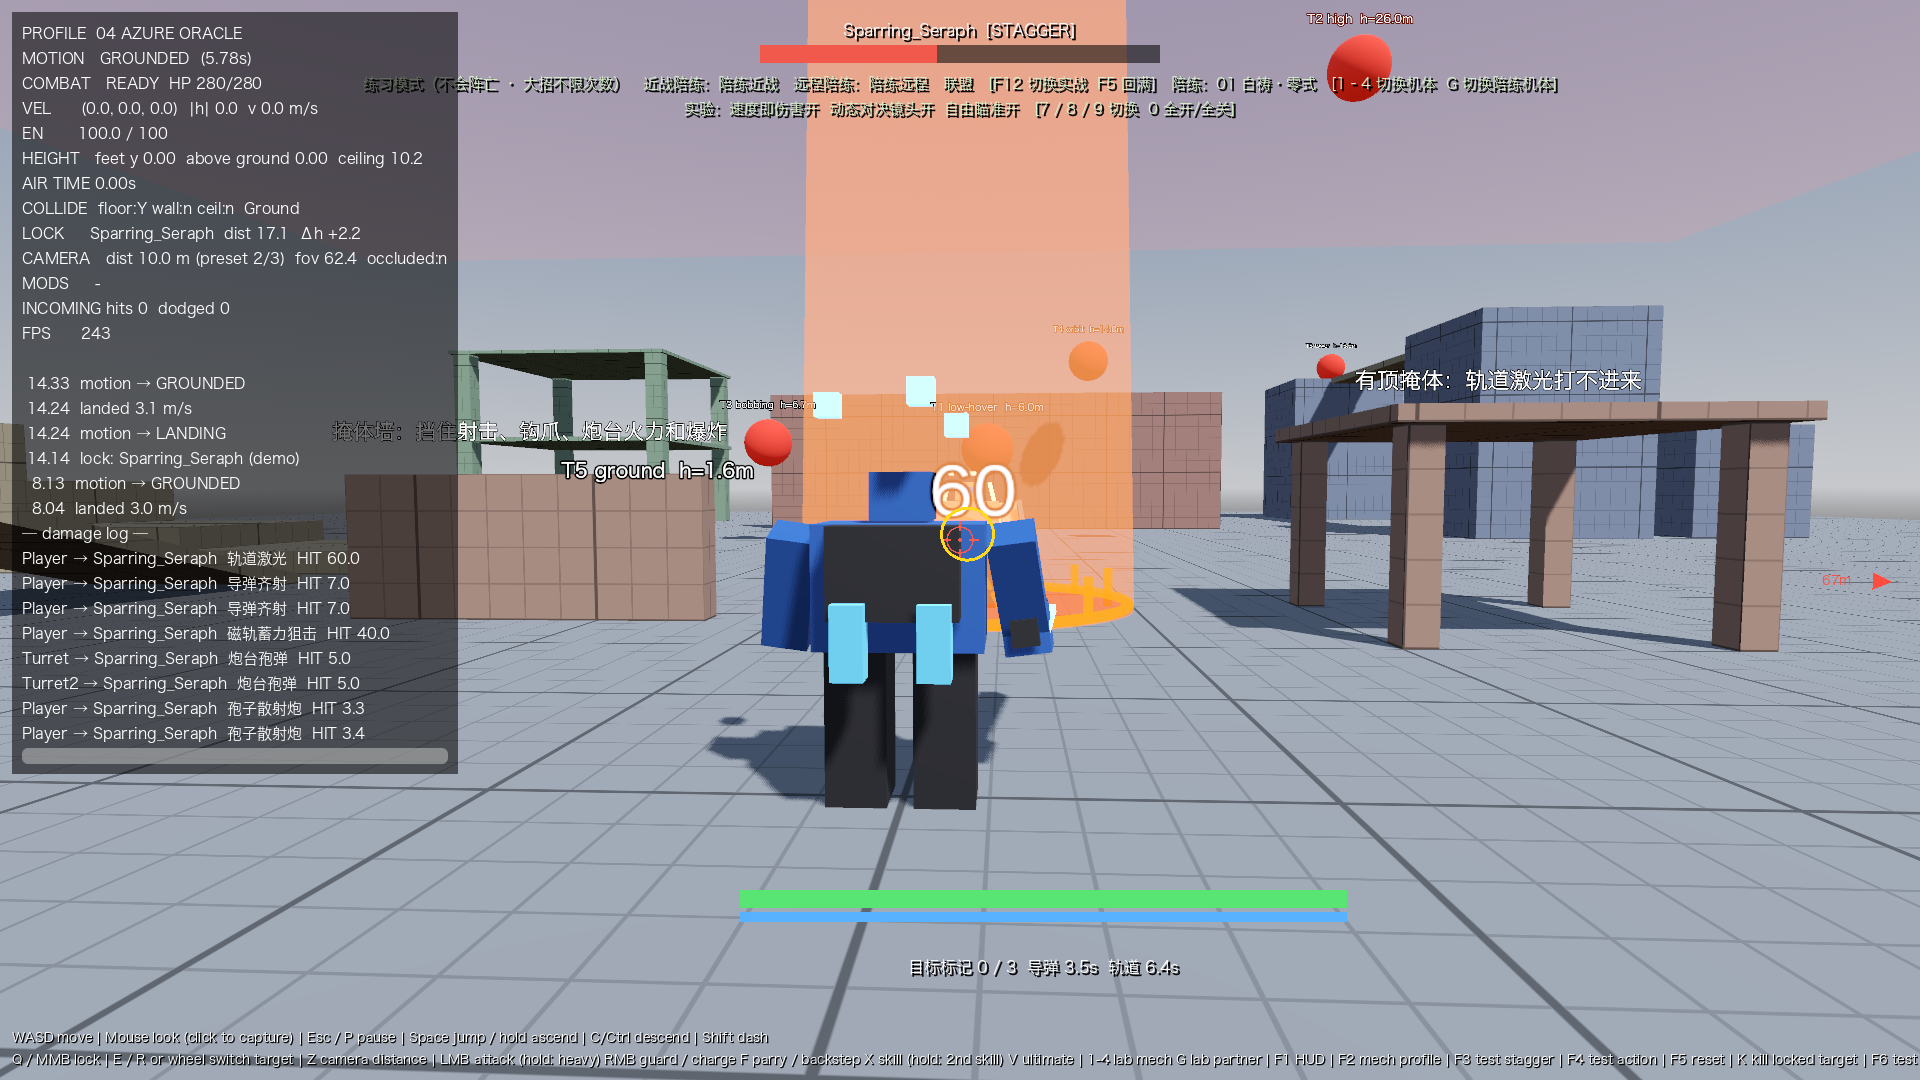 PROFILE 04 AZURE ORACLE
MOTION GROUNDED (5.78s)
COMBAT READY HP 280/280
VEL (0.0, 0.0, 0.0) |h| 0.0 v 0.0 m/s
EN 100.0 / 100
HEIGHT feet y 0.00 above ground 0.00 ceiling 10.2
AIR TIME 0.00s
COLLIDE floor:Y wall:n ceil:n Ground
LOCK Sparring_Seraph dist 17.1 Δh +2.2
CAMERA dist 10.0 m (preset 2/3) fov 62.4 occluded:n
MODS -
INCOMING hits 0 dodged 0
FPS 243
14.33 motion → GROUNDED
14.24 landed 3.1 m/s
14.24 motion → LANDING
14.14 lock: Sparring_Seraph (demo)
8.13 motion → GROUNDED
8.04 landed 3.0 m/s
— damage log —
Player → Sparring_Seraph 轨道激光 HIT 60.0
Player → Sparring_Seraph 导弹齐射 HIT 7.0
Player → Sparring_Seraph 导弹齐射 HIT 7.0
Player → Sparring_Seraph 磁轨蓄力狙击 HIT 40.0
Turret → Sparring_Seraph 炮台孢弹 HIT 5.0
Turret2 → Sparring_Seraph 炮台孢弹 HIT 5.0
Player → Sparring_Seraph 孢子散射炮 HIT 3.3
Player → Sparring_Seraph 孢子散射炮 HIT 3.4
Sparring_Seraph [STAGGER]
练习模式（不会阵亡 · 大招不限次数） 近战陪练：陪练近战 远程陪练：陪练远程 联盟 [F12 切换实战 F5 回满] 陪练：01 白祷·零式 [1 - 4 切换机体 G 切换陪练机体]
实验：速度即伤害开 动态对决镜头开 自由瞄准开 [7 / 8 / 9 切换 0 全开/全关]
T2 high h=26.0m
T4 orbit h=14.0m
有顶掩体：轨道激光打不进来
T3 bobbing h=6.7m
T1 low-hover h=6.0m
掩体墙：挡住射击、钩爪、炮台火力和爆炸
T5 ground h=1.6m
60
67m
目标标记 0 / 3 导弹 3.5s 轨道 6.4s
WASD move | Mouse look (click to capture) | Esc / P pause | Space jump / hold ascend | C/Ctrl descend | Shift dash
Q / MMB lock | E / R or wheel switch target | Z camera distance | LMB attack (hold: heavy) RMB guard / charge F parry / backstep X skill (hold: 2nd skill) V ultimate | 1-4 lab mech G lab partner | F1 HUD | F2 mech profile | F3 test stagger | F4 test action | F5 reset | K kill locked target | F6 test